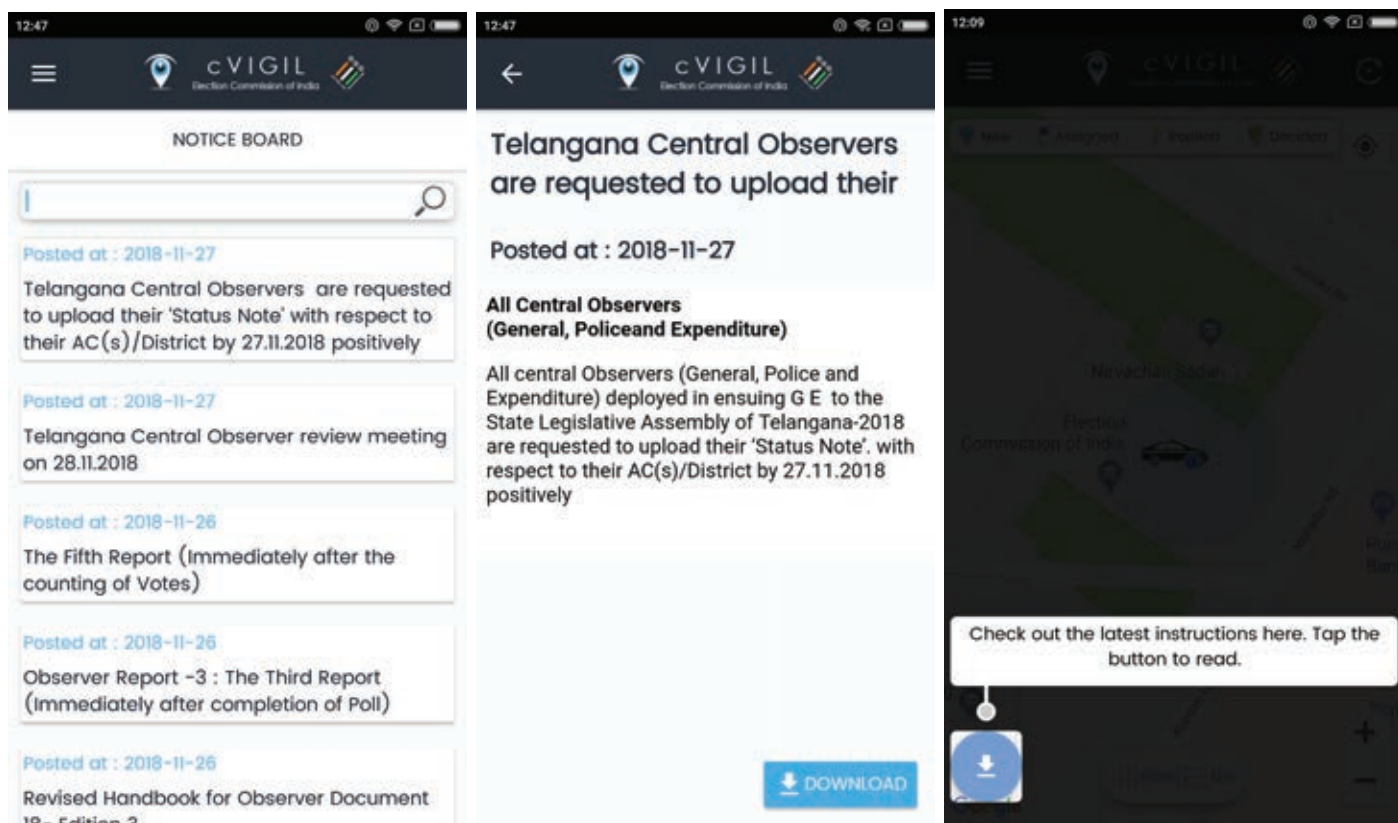 12:47
cVIGIL
Election Commission of India
NOTICE BOARD
Posted at : 2018-11-27
Telangana Central Observers are requested
to upload their 'Status Note' with respect to
their AC(s)/District by 27.11.2018 positively
Posted at : 2018-11-27
Telangana Central Observer review meeting
on 28.11.2018
Posted at : 2018-11-26
The Fifth Report (Immediately after the
counting of Votes)
Posted at : 2018-11-26
Observer Report -3 : The Third Report
(Immediately after completion of Poll)
Posted at : 2018-11-26
Revised Handbook for Observer Document
12:47
cVIGIL
Election Commission of India
Telangana Central Observers
are requested to upload their
Posted at : 2018-11-27
All Central Observers
(General, Policeand Expenditure)
All central Observers (General, Police and
Expenditure) deployed in ensuing G E to the
State Legislative Assembly of Telangana-2018
are requested to upload their ‘Status Note’. with
respect to their AC(s)/District by 27.11.2018
positively
DOWNLOAD
12:09
cVIGIL
Election Commission of India
New Assigned Decided
Nirvachan Sadan
Election
Commission of India
Check out the latest instructions here. Tap the
button to read.
Google